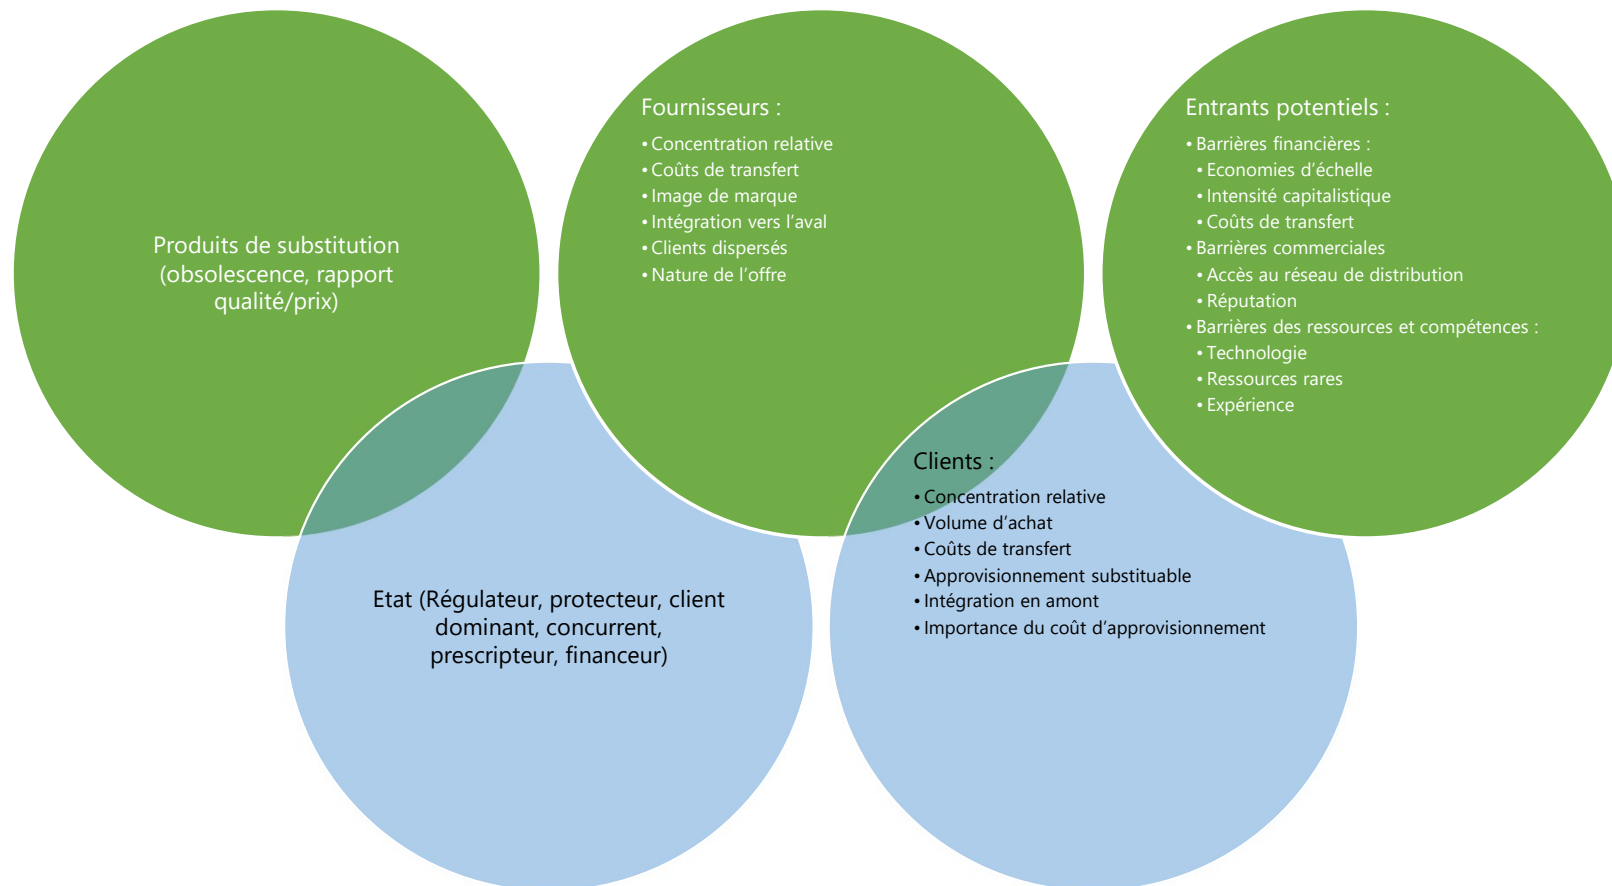 Produits de substitution
(obsolescence, rapport
qualité/prix)
Fournisseurs :
• Concentration relative
• Coûts de transfert
• Image de marque
• Intégration vers l’aval
• Clients dispersés
• Nature de l’offre
Entrants potentiels :
• Barrières financières :
• Economies d’échelle
• Intensité capitalistique
• Coûts de transfert
• Barrières commerciales
• Accès au réseau de distribution
• Réputation
• Barrières des ressources et compétences :
• Technologie
• Ressources rares
• Expérience
Etat (Régulateur, protecteur, client
dominant, concurrent,
prescripteur, financeur)
Clients :
• Concentration relative
• Volume d’achat
• Coûts de transfert
• Approvisionnement substituable
• Intégration en amont
• Importance du coût d’approvisionnement